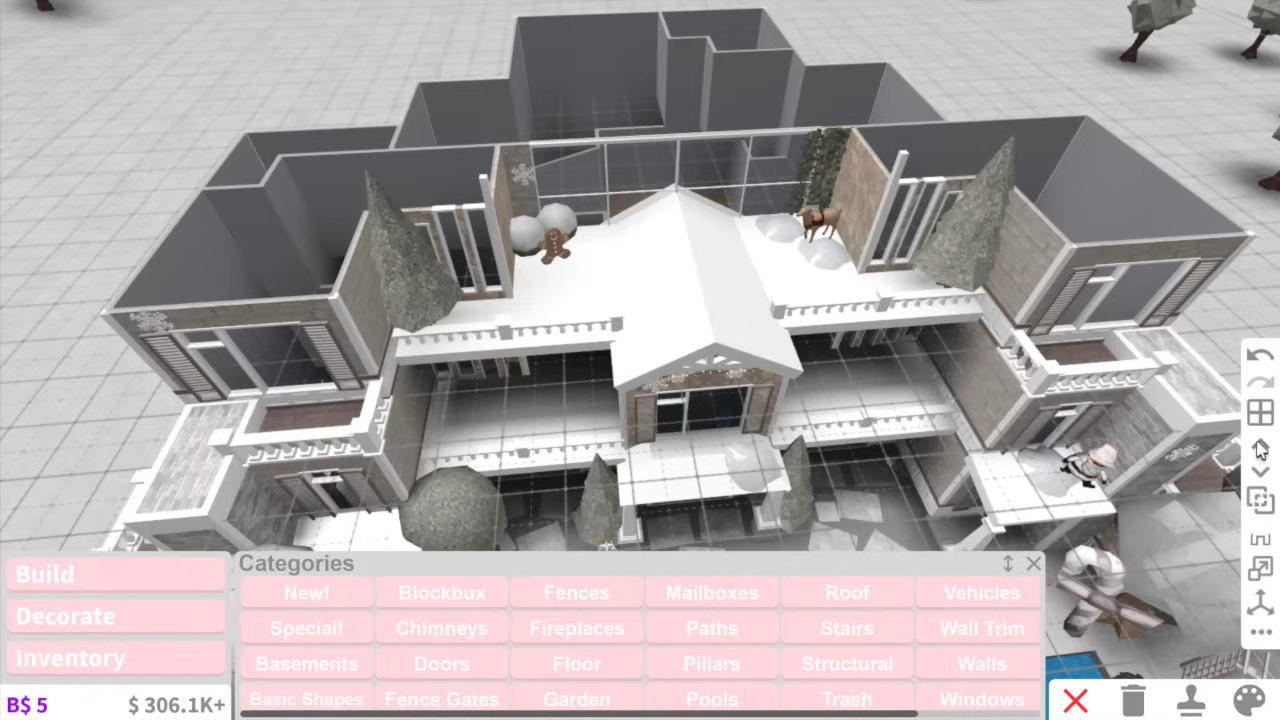 Build
Decorate
Inventory
B$ 5
$ 306.1K+
Categories
New! Blockbux Fences Mailboxes Roof Vehicles
Special! Chimneys Fireplaces Paths Stairs Wall Trim
Basements Doors Floor Pillars Structural Walls
Basic Shapes Fence Gates Garden Pools Trash Windows